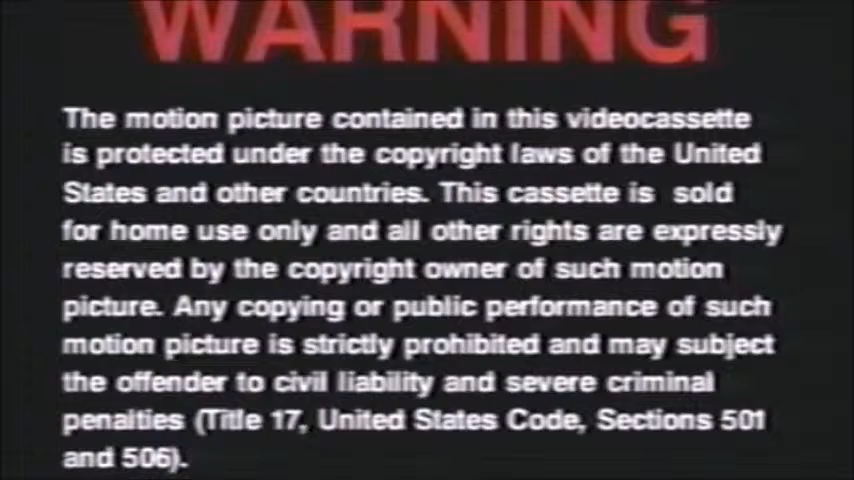 WARNING
The motion picture contained in this videocassette
is protected under the copyright laws of the United
States and other countries. This cassette is sold
for home use only and all other rights are expressly
reserved by the copyright owner of such motion
picture. Any copying or public performance of such
motion picture is strictly prohibited and may subject
the offender to civil liability and severe criminal
penalties (Title 17, United States Code, Sections 501
and 506).